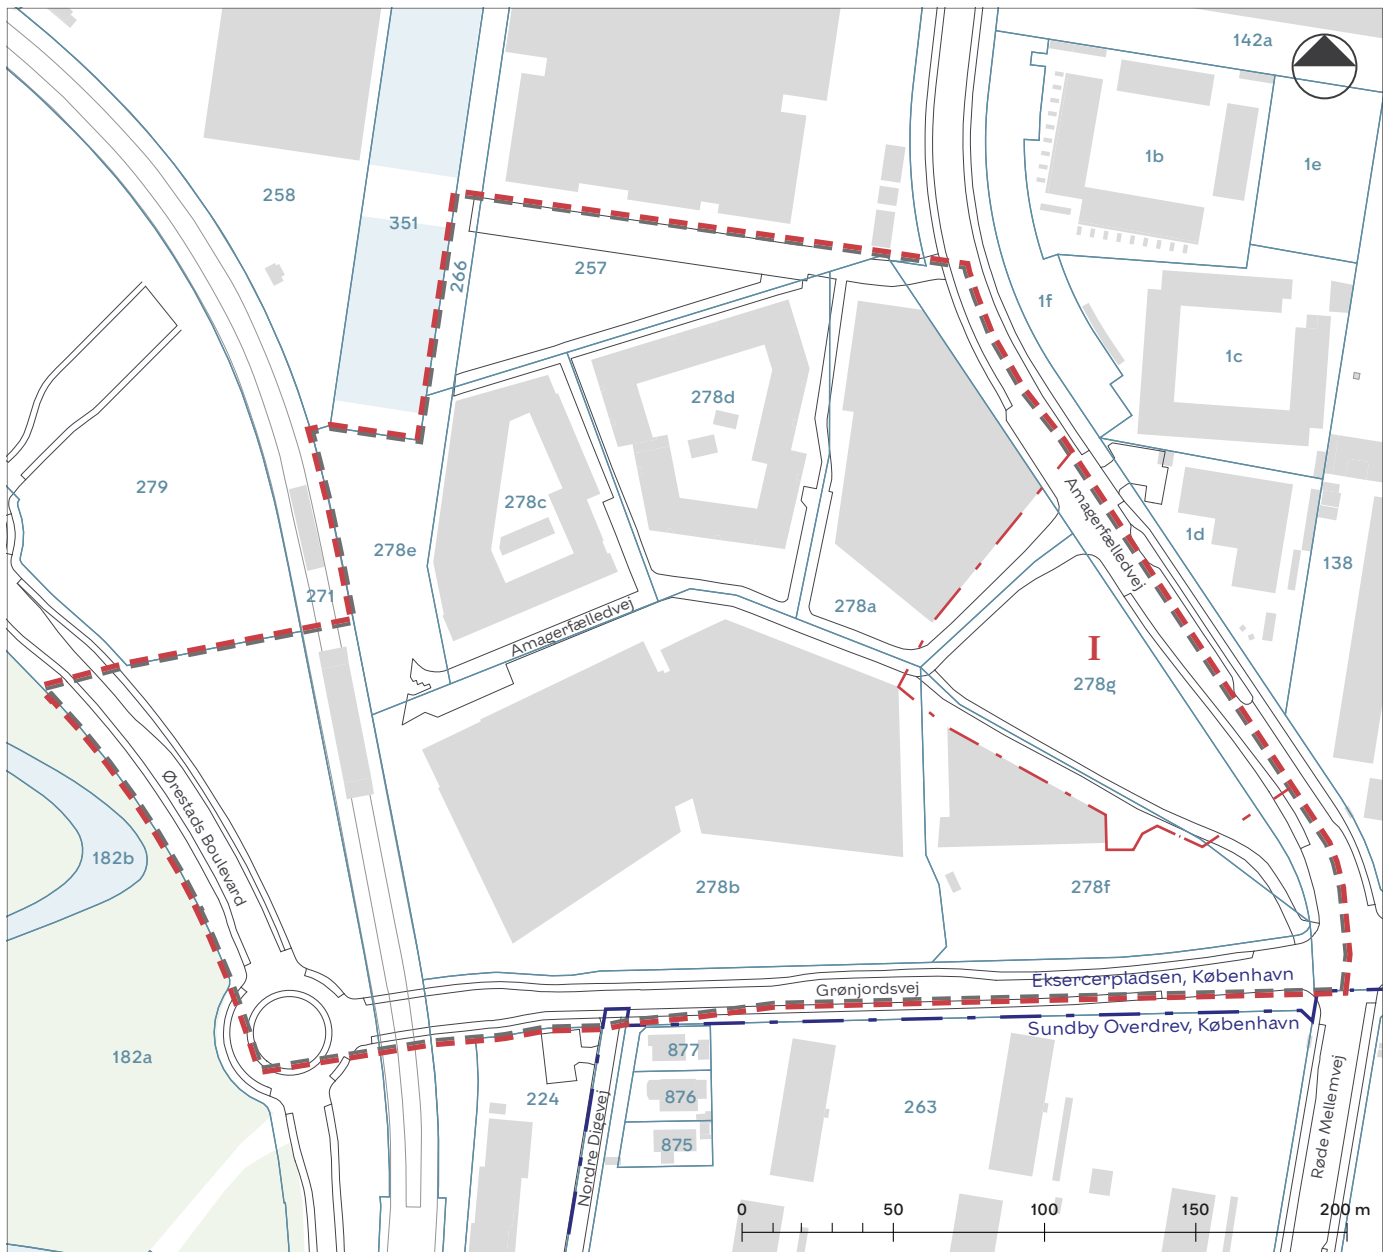 142a
1b
1e
258
351
266
257
1f
1c
278d
278c
279
278e
271
278a
Amagerfælledvej
Amagerfælledvej
1d
138
I
278g
Ørestads Boulevard
182b
278b
278f
Grønjordsvej
Eksercerpladsen, København
Sundby Overdrev, København
182a
877
876
875
224
Nordre Digevej
263
Røde Mellemvej
0 50 100 150 200 m